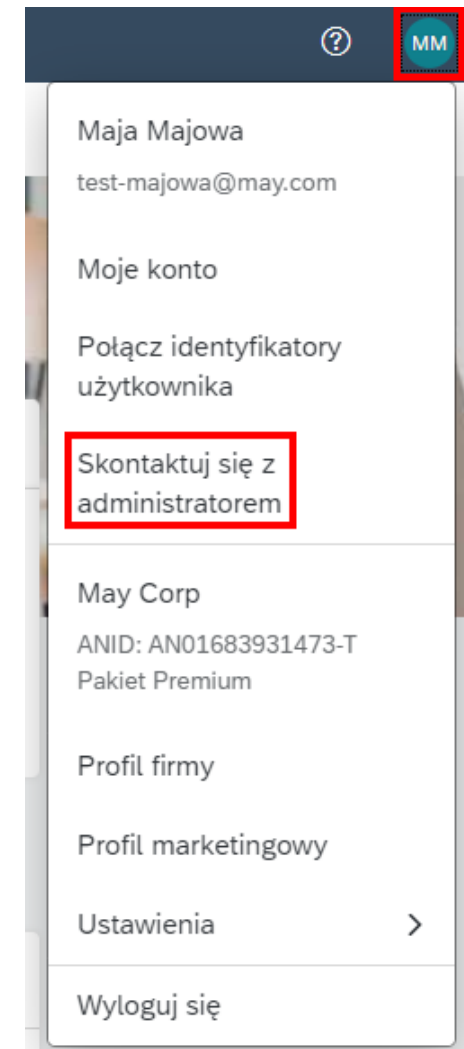 MM
Maja Majowa
test-majowa@may.com
Moje konto
Połącz identyfikatory
użytkownika
Skontaktuj się z
administratorem
May Corp
ANID: AN01683931473-T
Pakiet Premium
Profil firmy
Profil marketingowy
Ustawienia
Wyloguj się